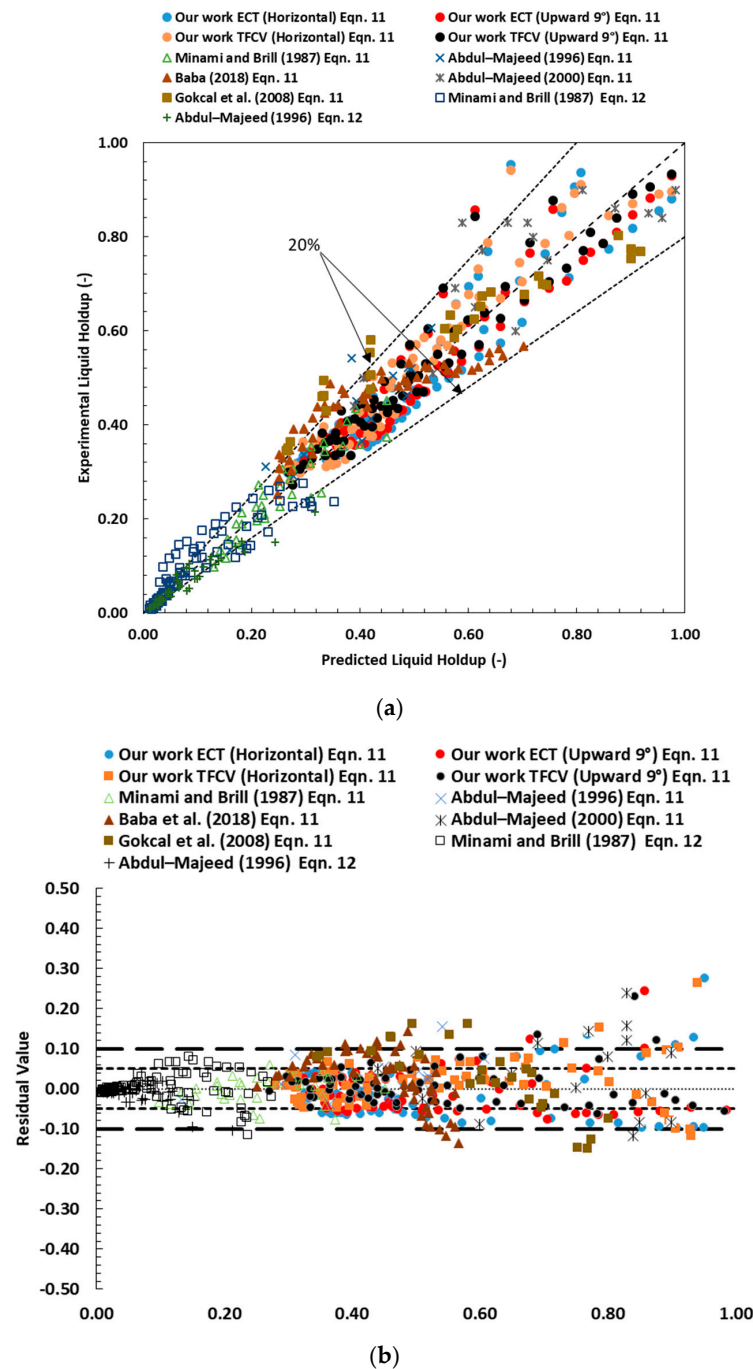 Our work ECT (Horizontal) Eqn. 11
Our work ECT (Upward 9°) Eqn. 11
Our work TFCV (Horizontal) Eqn. 11
Our work TFCV (Upward 9°) Eqn. 11
Minami and Brill (1987) Eqn. 11
Abdul–Majeed (1996) Eqn. 11
Baba (2018) Eqn. 11
Abdul–Majeed (2000) Eqn. 11
Gokcal et al. (2008) Eqn. 11
Minami and Brill (1987) Eqn. 12
Abdul–Majeed (1996) Eqn. 12
1.00
0.80
0.60
0.40
0.20
0.00
20%
Experimental Liquid Holdup (-)
0.00 0.20 0.40 0.60 0.80 1.00
Predicted Liquid Holdup (-)
(a)
Our work ECT (Horizontal) Eqn. 11
Our work ECT (Upward 9°) Eqn. 11
Our work TFCV (Horizontal) Eqn. 11
Our work TFCV (Upward 9°) Eqn. 11
Minami and Brill (1987) Eqn. 11
Abdul–Majeed (1996) Eqn. 11
Baba et al. (2018) Eqn. 11
Abdul–Majeed (2000) Eqn. 11
Gokcal et al. (2008) Eqn. 11
Minami and Brill (1987) Eqn. 12
Abdul–Majeed (1996) Eqn. 12
0.50
0.40
0.30
0.20
0.10
0.00
-0.10
-0.20
-0.30
-0.40
-0.50
Residual Value
0.00 0.20 0.40 0.60 0.80 1.00
(b)